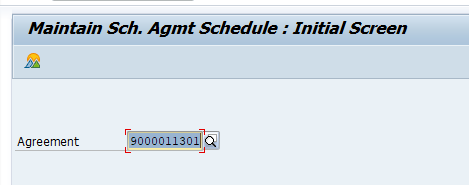 Maintain Sch. Agmt Schedule : Initial Screen
Agreement 9000011301